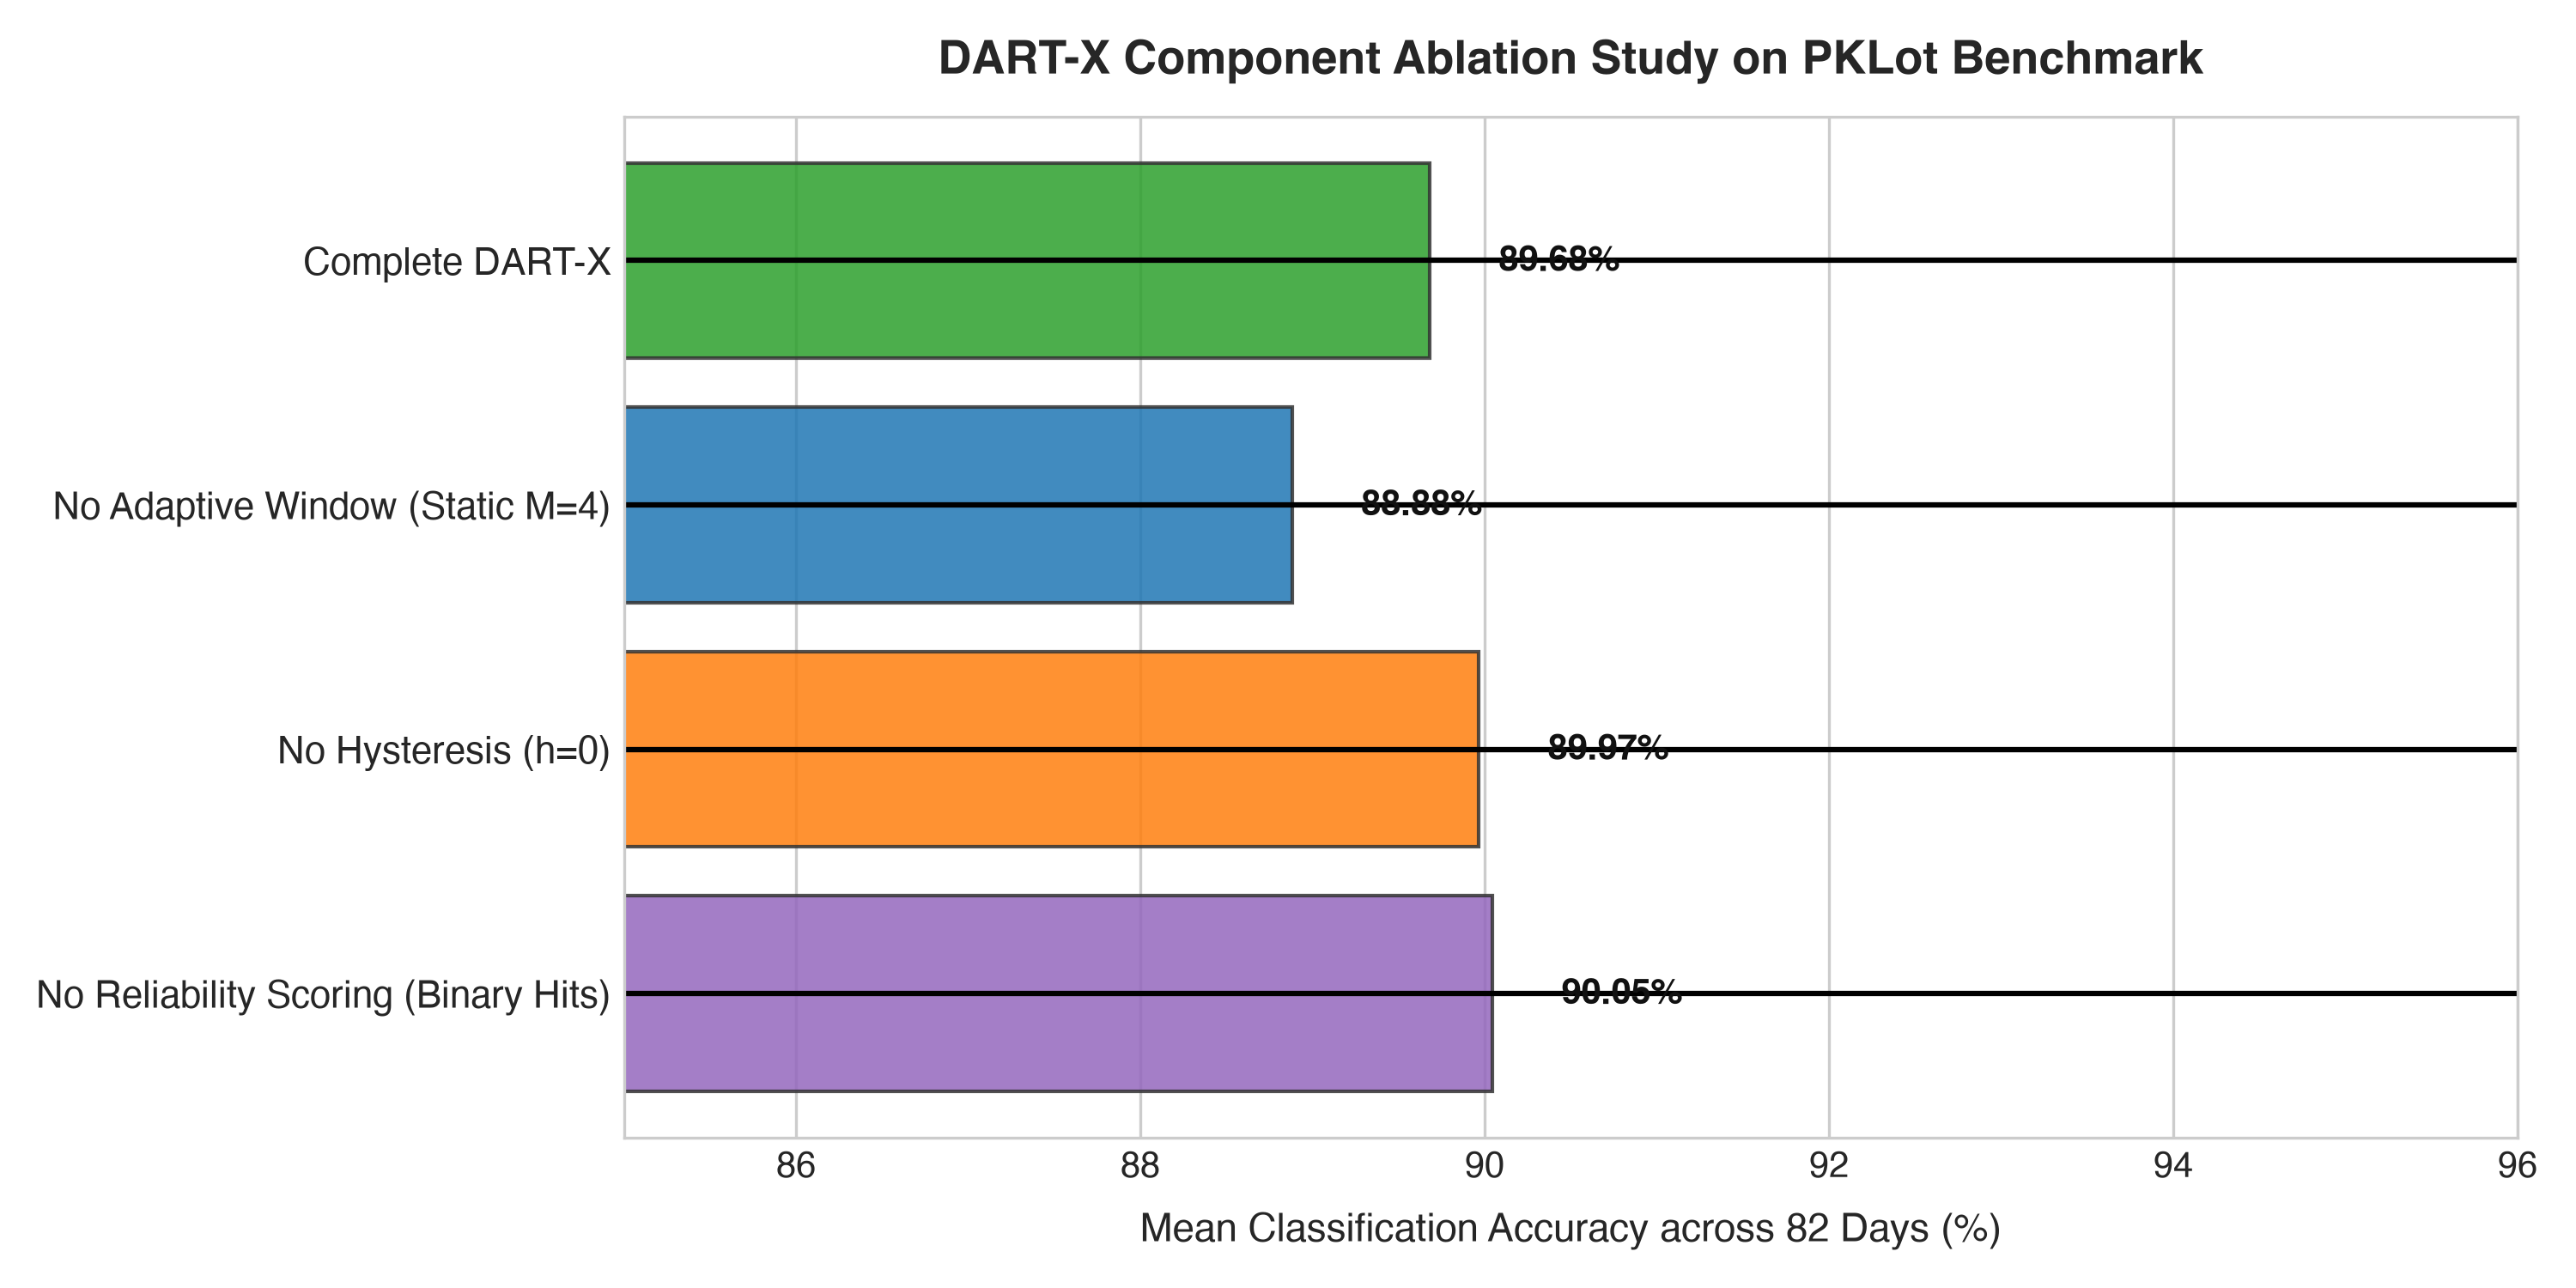 DART-X Component Ablation Study on PKLot Benchmark
Complete DART-X
89.68%
No Adaptive Window (Static M=4)
88.88%
No Hysteresis (h=0)
89.97%
No Reliability Scoring (Binary Hits)
90.05%
86 88 90 92 94 96
Mean Classification Accuracy across 82 Days (%)